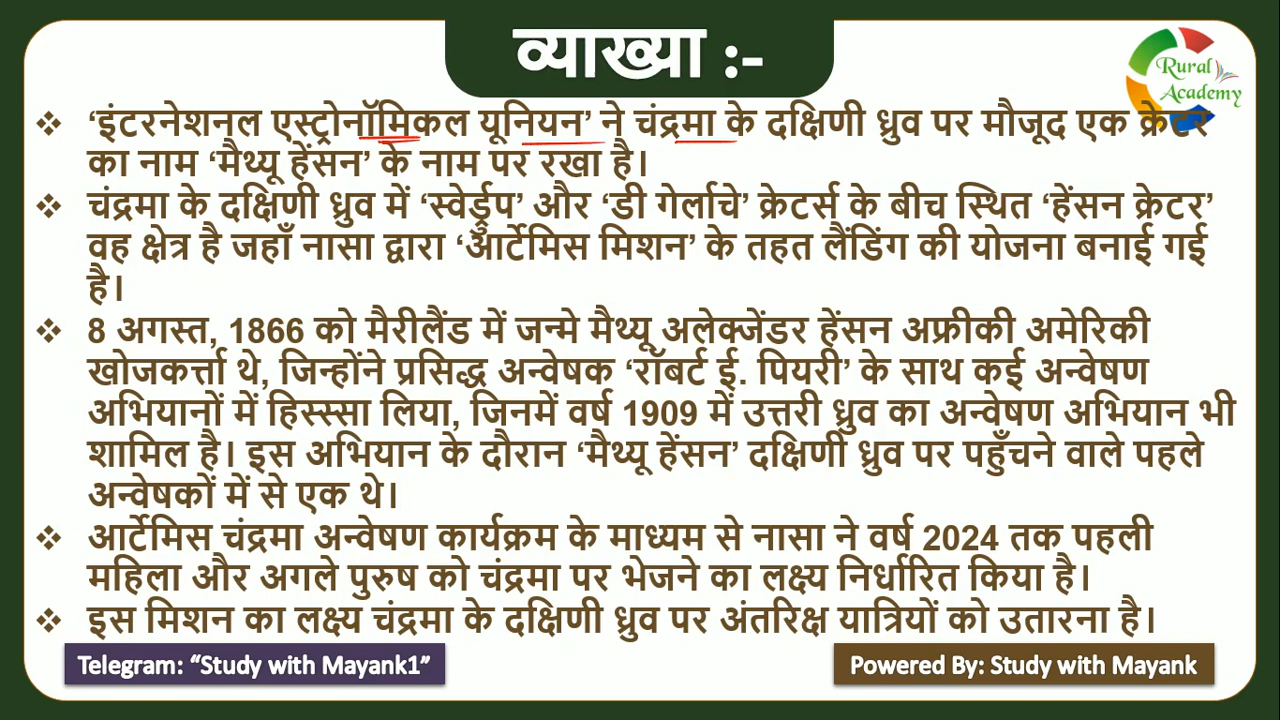 व्याख्या :-
Rural
Academy
❖ ‘इंटरनेशनल एस्ट्रोनॉमिकल यूनियन’ ने चंद्रमा के दक्षिणी ध्रुव पर मौजूद एक क्रेटर
का नाम ‘मैथ्यू हेंसन’ के नाम पर रखा है।
❖ चंद्रमा के दक्षिणी ध्रुव में ‘स्वेर्ड्रुप’ और ‘डी गेर्लाचे’ क्रेटर्स के बीच स्थित ‘हेंसन क्रेटर’
वह क्षेत्र है जहाँ नासा द्वारा ‘आर्टेमिस मिशन’ के तहत लैंडिंग की योजना बनाई गई
है।
❖ 8 अगस्त, 1866 को मैरीलैंड में जन्मे मैथ्यू अलेक्जेंडर हेंसन अफ्रीकी अमेरिकी
खोजकर्त्ता थे, जिन्होंने प्रसिद्ध अन्वेषक ‘रॉबर्ट ई. पियरी’ के साथ कई अन्वेषण
अभियानों में हिस्स्सा लिया, जिनमें वर्ष 1909 में उत्तरी ध्रुव का अन्वेषण अभियान भी
शामिल है। इस अभियान के दौरान ‘मैथ्यू हेंसन’ दक्षिणी ध्रुव पर पहुँचने वाले पहले
अन्वेषकों में से एक थे।
❖ आर्टेमिस चंद्रमा अन्वेषण कार्यक्रम के माध्यम से नासा ने वर्ष 2024 तक पहली
महिला और अगले पुरुष को चंद्रमा पर भेजने का लक्ष्य निर्धारित किया है।
❖ इस मिशन का लक्ष्य चंद्रमा के दक्षिणी ध्रुव पर अंतरिक्ष यात्रियों को उतारना है।
Telegram: “Study with Mayank1”
Powered By: Study with Mayank